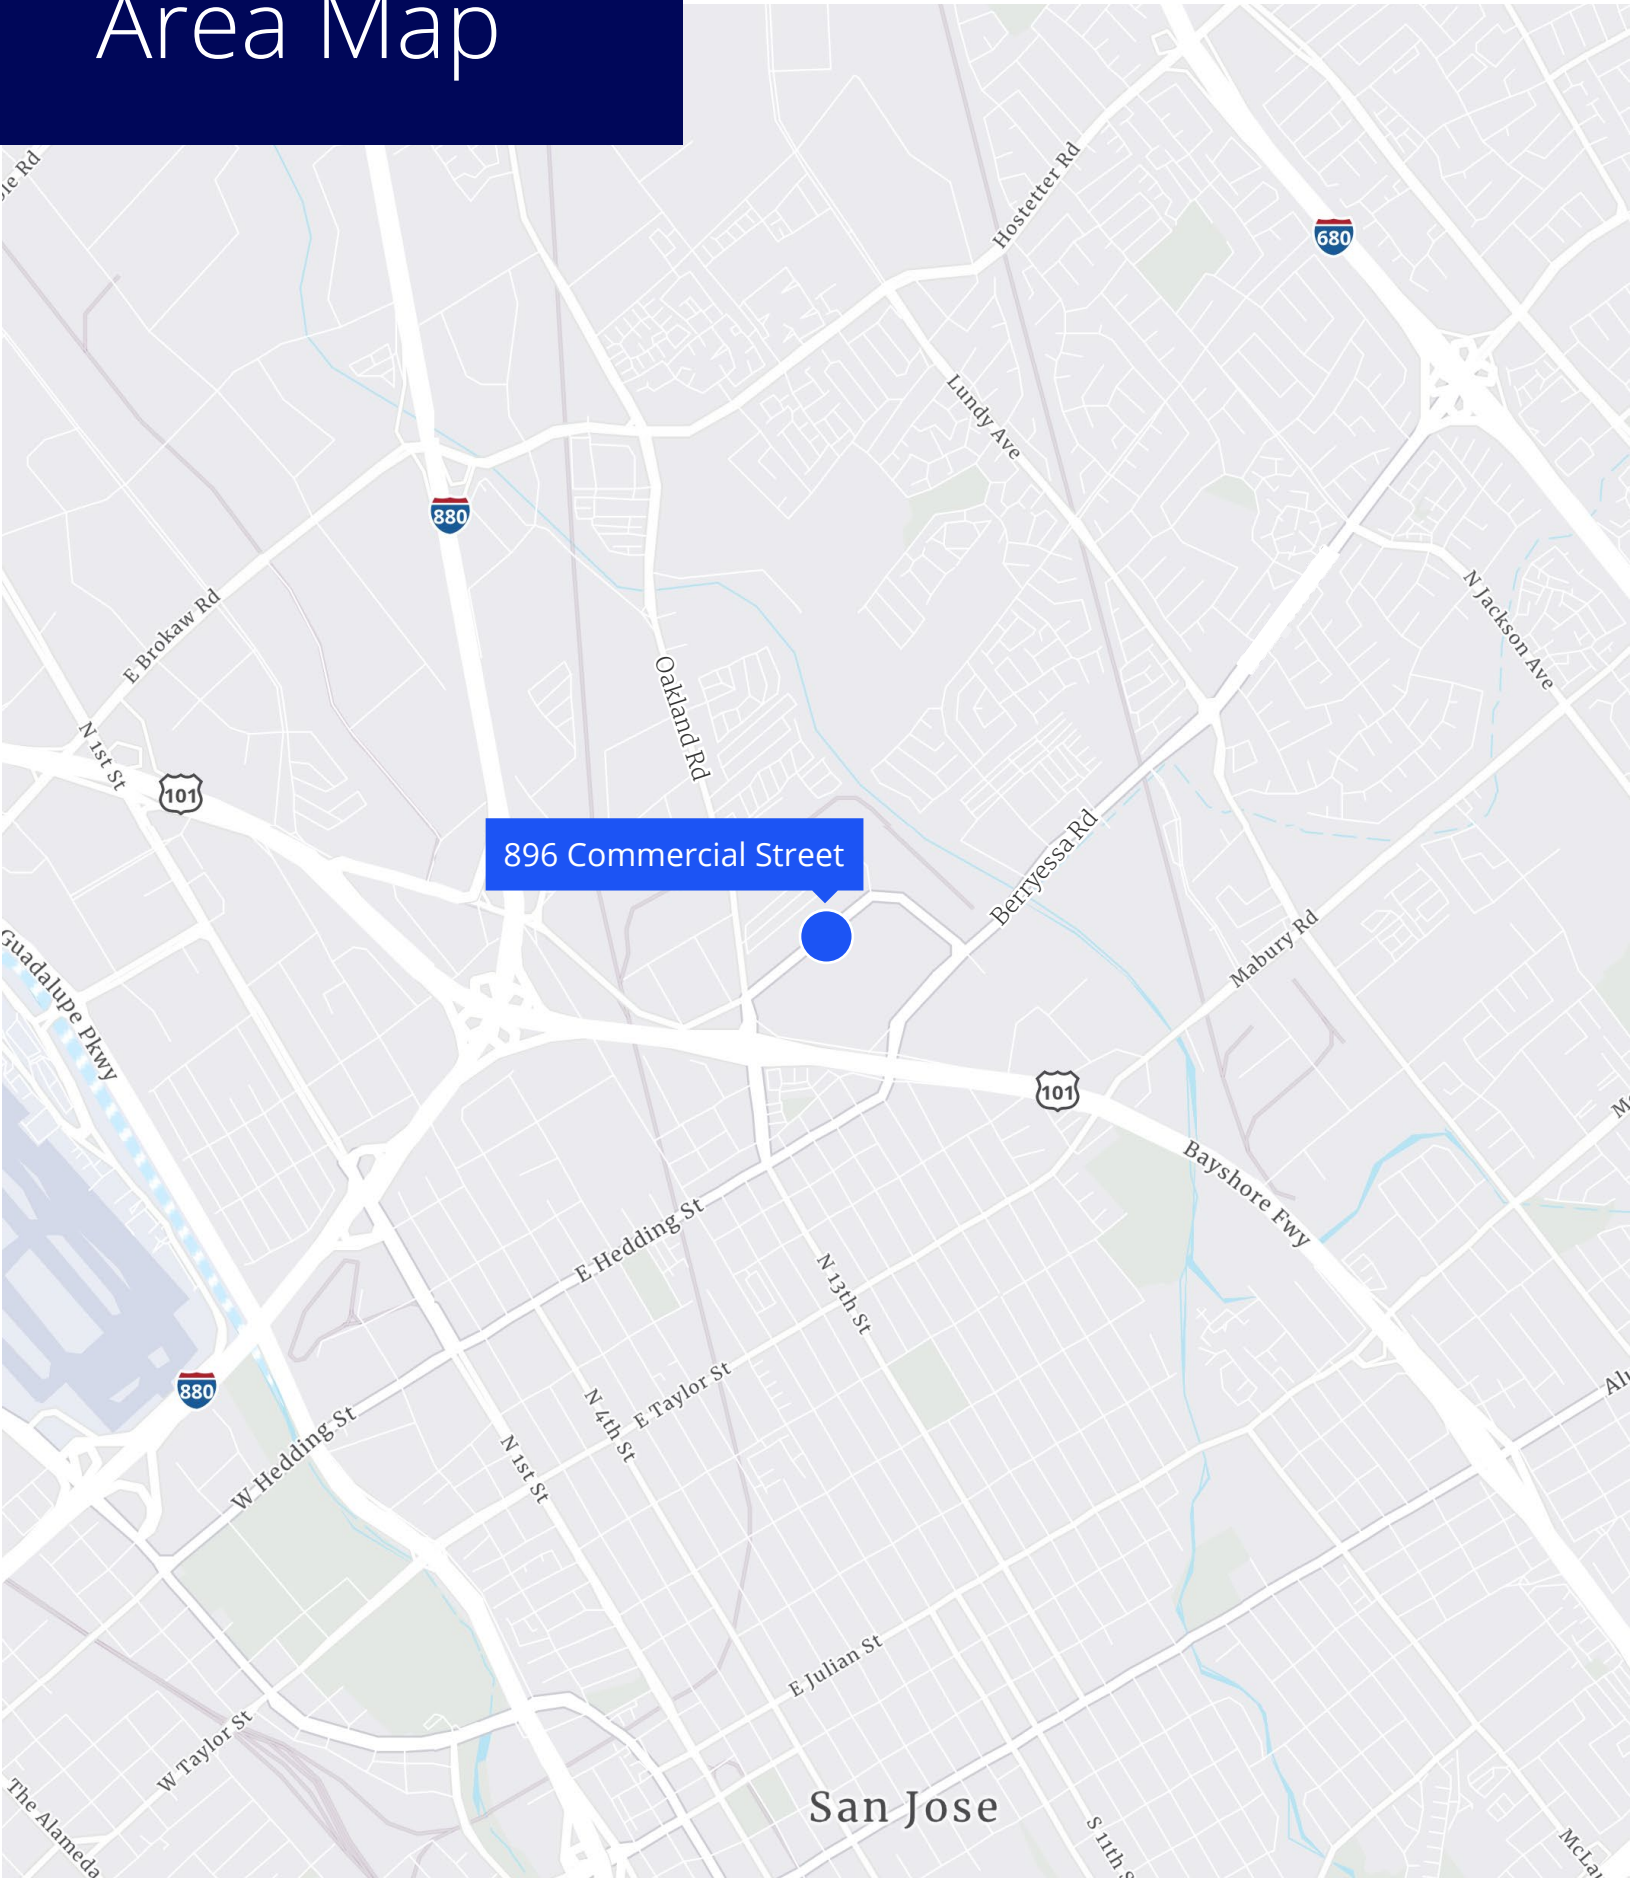 Area Map
Hostetter Rd
680
Lundy Ave
880
E Brokaw Rd
N Jackson Ave
Oakland Rd
N 1st St
101
896 Commercial Street
Berryessa Rd
Mabury Rd
Guadalupe Pkwy
101
Bayshore Fwy
E Hedding St
N 13th St
880
E Taylor St
N 4th St
W Hedding St
N 1st St
E Julian St
W Taylor St
San Jose
The Alameda
S 11th S